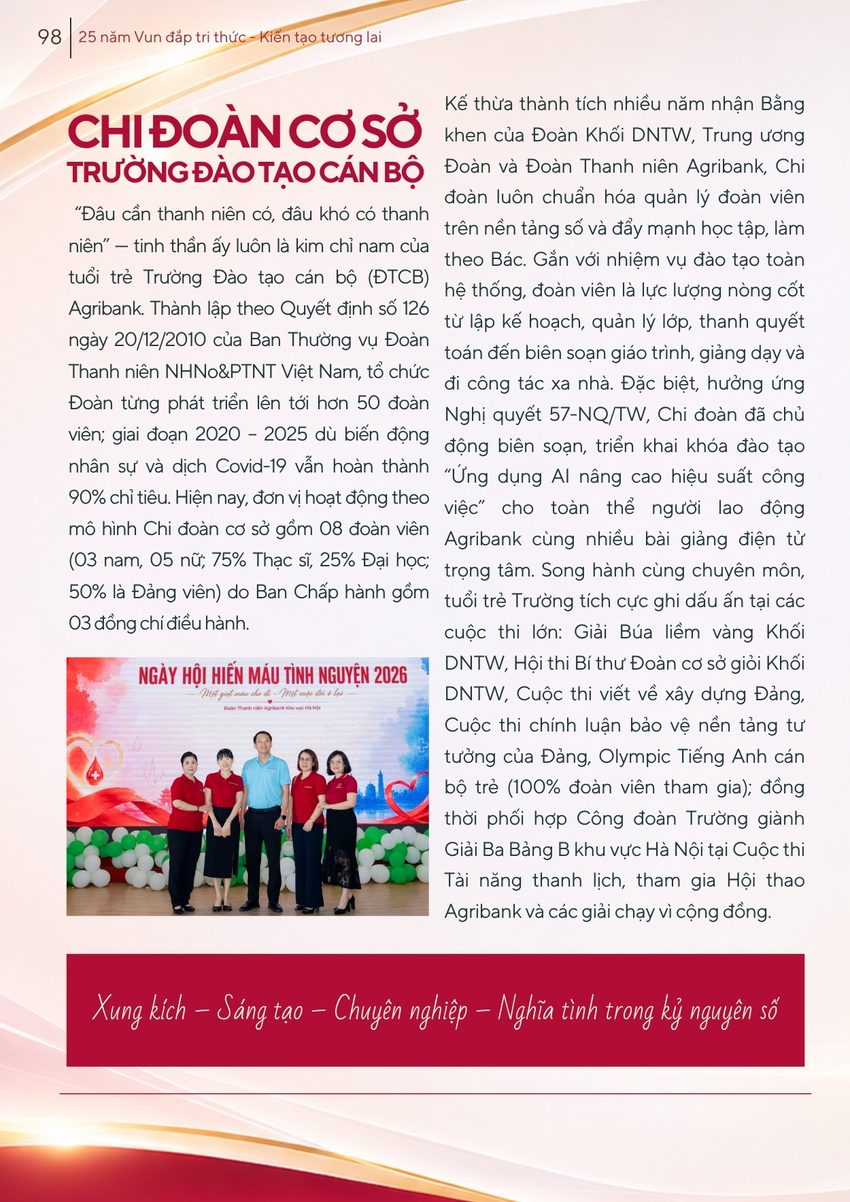 98
25 năm Vun đắp tri thức - Kiến tạo tương lai
CHI ĐOÀN CƠ SỞ
TRƯỜNG ĐÀO TẠO CÁN BỘ
“Đâu cần thanh niên có, đâu khó có thanh
niên” – tinh thần ấy luôn là kim chỉ nam của
tuổi trẻ Trường Đào tạo cán bộ (ĐTCB)
Agribank. Thành lập theo Quyết định số 126
ngày 20/12/2010 của Ban Thường vụ Đoàn
Thanh niên NHNo&PTNT Việt Nam, tổ chức
Đoàn từng phát triển lên tới hơn 50 đoàn
viên; giai đoạn 2020 – 2025 dù biến động
nhân sự và dịch Covid-19 vẫn hoàn thành
90% chỉ tiêu. Hiện nay, đơn vị hoạt động theo
mô hình Chi đoàn cơ sở gồm 08 đoàn viên
(03 nam, 05 nữ; 75% Thạc sĩ, 25% Đại học;
50% là Đảng viên) do Ban Chấp hành gồm
03 đồng chí điều hành.
NGÀY HỘI HIẾN MÁU TÌNH NGUYỆN 2026
Một giọt máu cho đi - Một cuộc đời ở lại
Đoàn Thanh niên Agribank khu vực Hà Nội
Kế thừa thành tích nhiều năm nhận Bằng
khen của Đoàn Khối DNTW, Trung ương
Đoàn và Đoàn Thanh niên Agribank, Chi
đoàn luôn chuẩn hóa quản lý đoàn viên
trên nền tảng số và đẩy mạnh học tập, làm
theo Bác. Gắn với nhiệm vụ đào tạo toàn
hệ thống, đoàn viên là lực lượng nòng cốt
từ lập kế hoạch, quản lý lớp, thanh quyết
toán đến biên soạn giáo trình, giảng dạy và
đi công tác xa nhà. Đặc biệt, hưởng ứng
Nghị quyết 57-NQ/TW, Chi đoàn đã chủ
động biên soạn, triển khai khóa đào tạo
“Ứng dụng AI nâng cao hiệu suất công
việc” cho toàn thể người lao động
Agribank cùng nhiều bài giảng điện tử
trọng tâm. Song hành cùng chuyên môn,
tuổi trẻ Trường tích cực ghi dấu ấn tại các
cuộc thi lớn: Giải Búa liềm vàng Khối
DNTW, Hội thi Bí thư Đoàn cơ sở giỏi Khối
DNTW, Cuộc thi viết về xây dựng Đảng,
Cuộc thi chính luận bảo vệ nền tảng tư
tưởng của Đảng, Olympic Tiếng Anh cán
bộ trẻ (100% đoàn viên tham gia); đồng
thời phối hợp Công đoàn Trường giành
Giải Ba Bảng B khu vực Hà Nội tại Cuộc thi
Tài năng thanh lịch, tham gia Hội thao
Agribank và các giải chạy vì cộng đồng.
Xung kích – Sáng tạo – Chuyên nghiệp – Nghĩa tình trong kỷ nguyên số